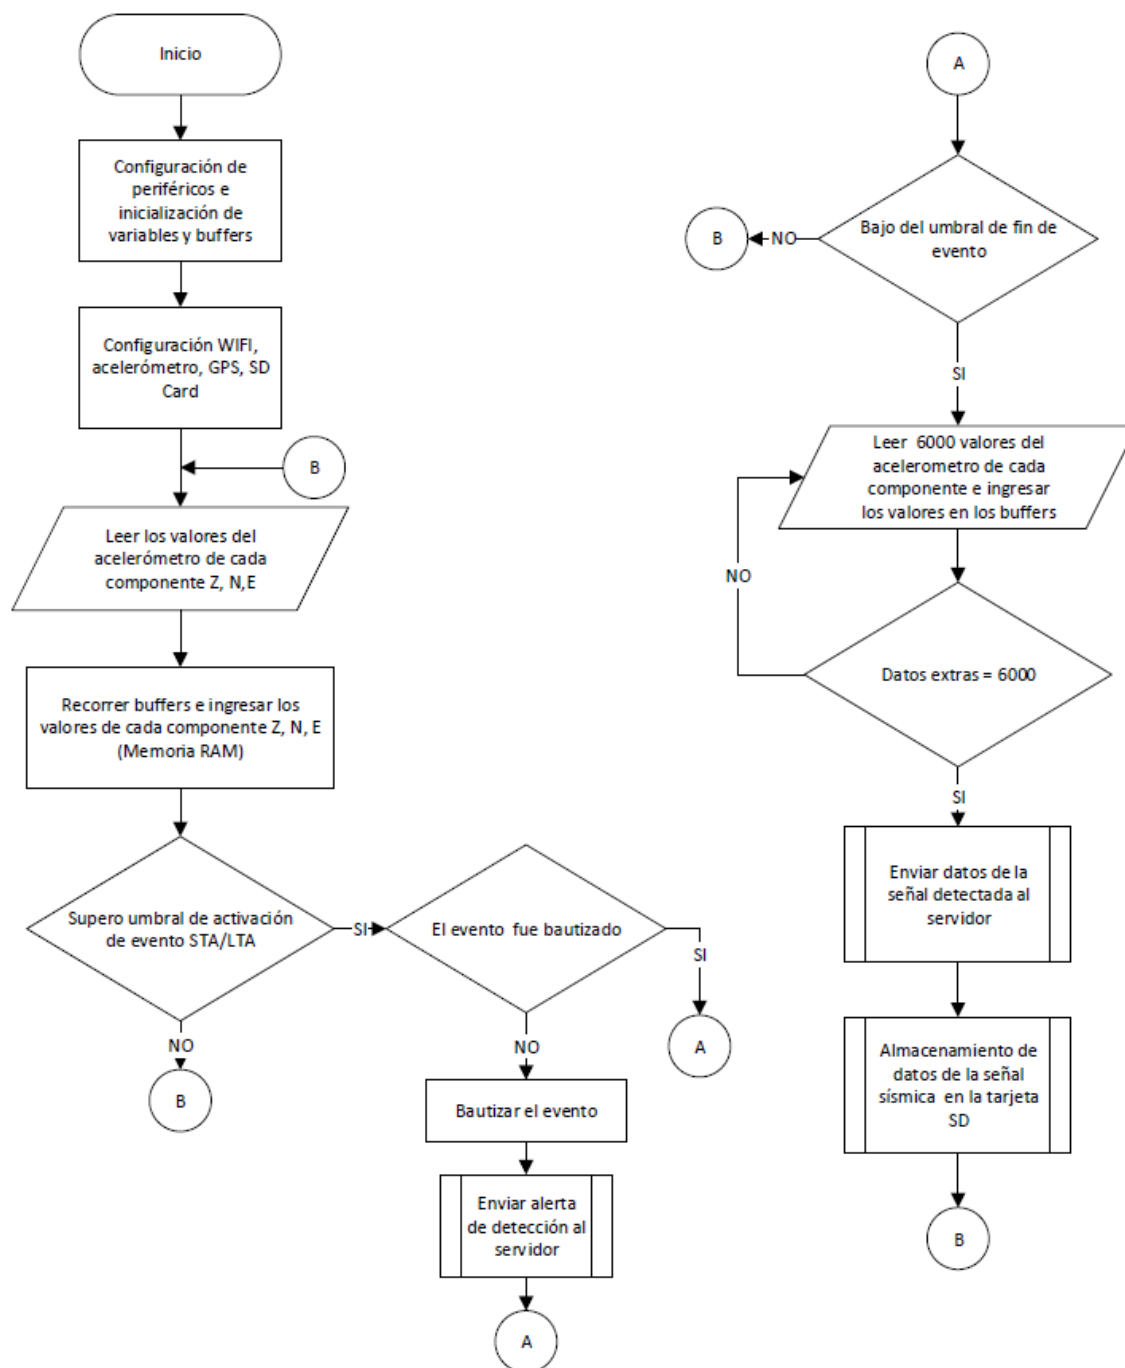 Inicio
Configuración de
periféricos e
inicialización de
variables y buffers
Configuración WIFI,
acelerómetro, GPS, SD
Card
B
Leer los valores del
acelerómetro de cada
componente Z, N,E
Recorrer buffers e ingresar los
valores de cada componente Z, N, E
(Memoria RAM)
Supero umbral de activación
de evento STA/LTA
SI
NO
B
El evento fue bautizado
SI
A
NO
Bautizar el evento
Enviar alerta
de detección al
servidor
A
A
Bajo del umbral de fin de
evento
NO
B
SI
Leer 6000 valores del
acelerometro de cada
componente e ingresar
los valores en los buffers
NO
Datos extras = 6000
SI
Enviar datos de la
señal detectada al
servidor
Almacenamiento de
datos de la señal
sísmica en la tarjeta
SD
B